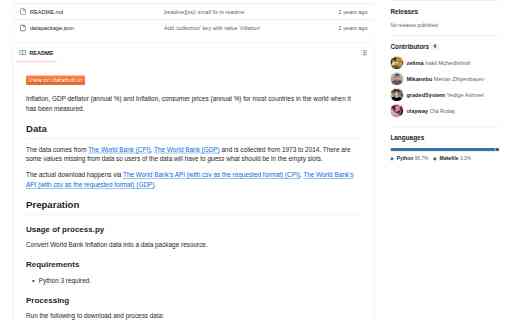 README.md [readme][xs]: small fix in readme 2 years ago
datapackage.json Add 'collection' key with value 'inflation' 2 years ago
README
Inflation, GDP deflator (annual %) and Inflation, consumer prices (annual %) for most countries in the world when it
has been measured.
Data
The data comes from The World Bank (CPI), The World Bank (GDP) and is collected from 1973 to 2014. There are
some values missing from data so users of the data will have to guess what should be in the empty slots.
The actual download happens via The World Bank's API (with csv as the requested format) (CPI), The World Bank's
API (with csv as the requested format) (GDP).
Preparation
Usage of process.py
Convert World Bank Inflation data into a data package resource.
Requirements
Python 3 required.
Processing
Run the following to download and process data:
Releases
No releases published
Contributors 4
zelima
Mikanebu
gradedSystem
olayway Ola Rubaj
Languages
Python Makefile